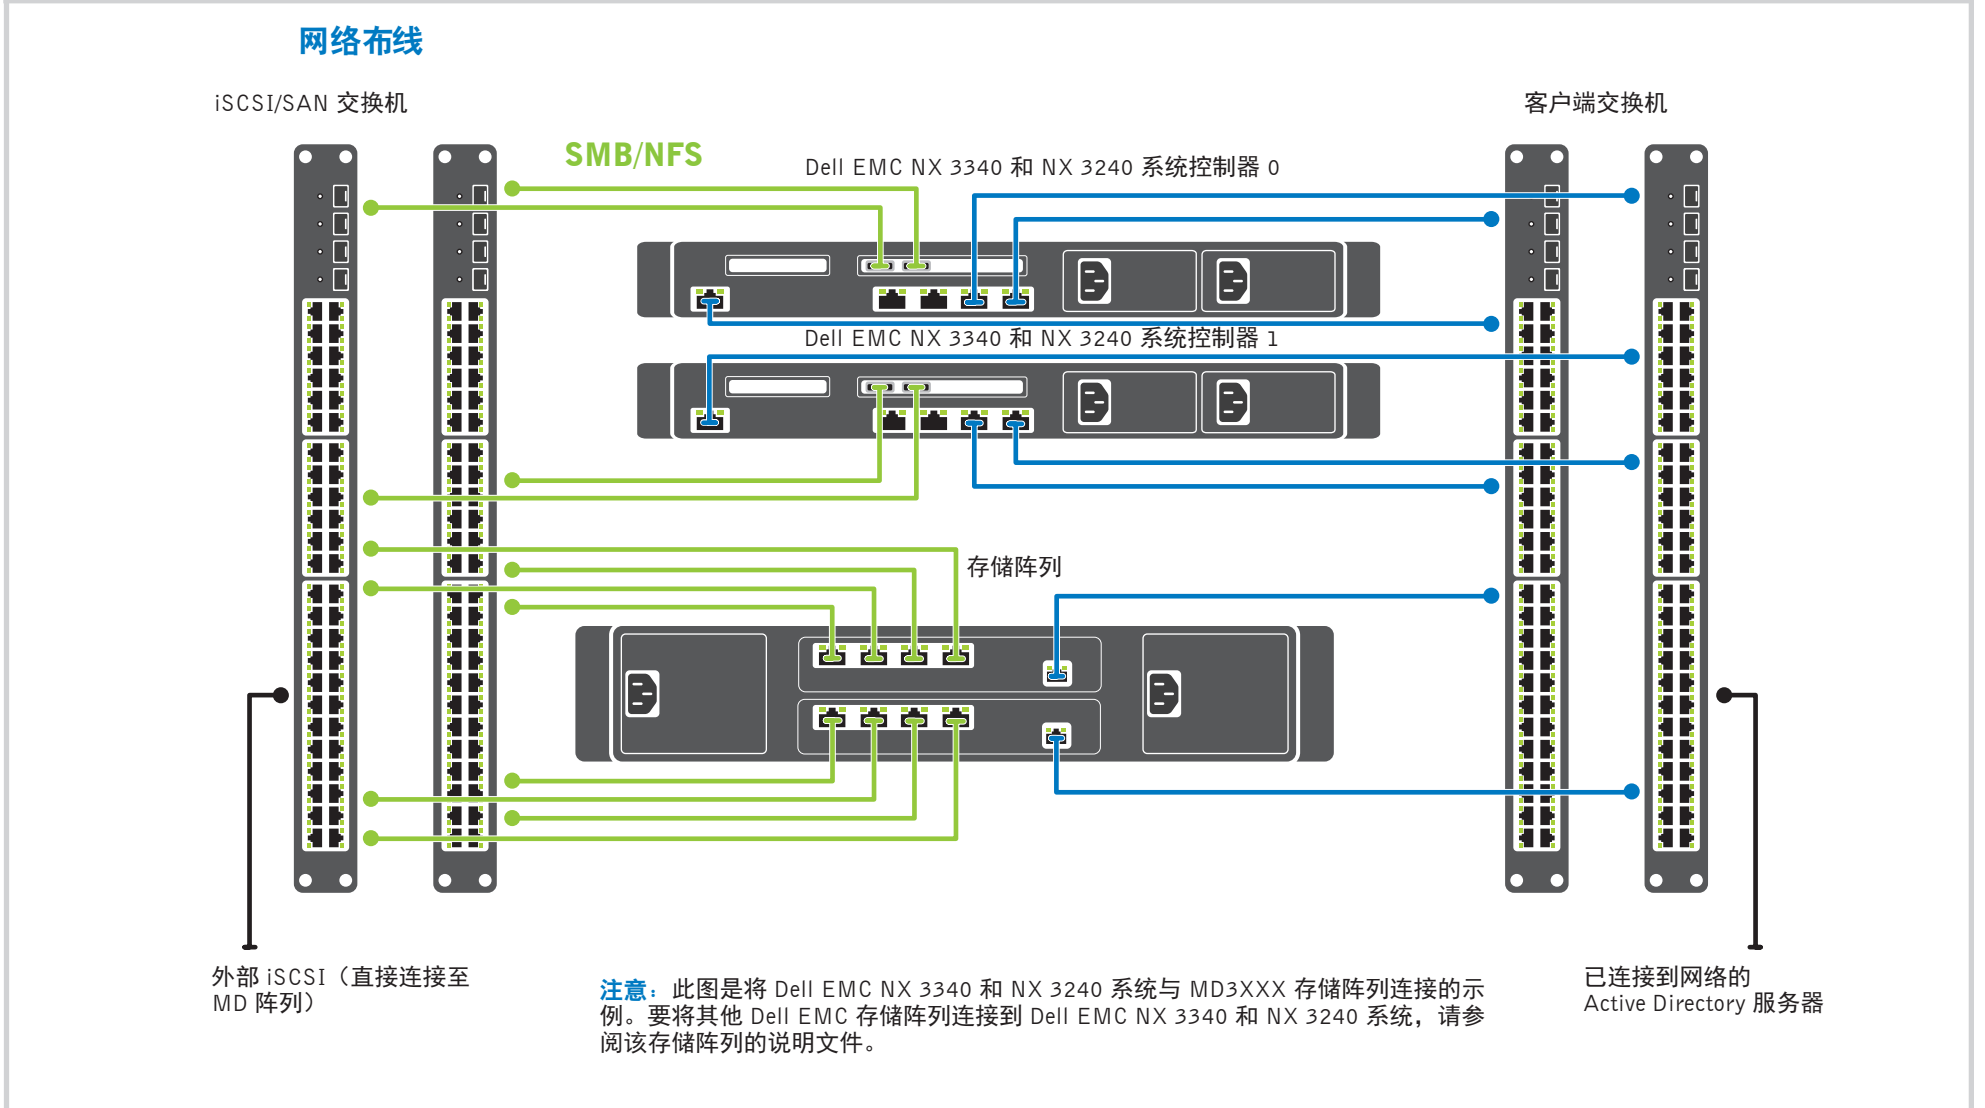 网络布线
iSCSI/SAN 交换机
客户端交换机
SMB/NFS
Dell EMC NX 3340 和 NX 3240 系统控制器 0
Dell EMC NX 3340 和 NX 3240 系统控制器 1
存储阵列
外部 iSCSI（直接连接至
MD 阵列）
注意：此图是将 Dell EMC NX 3340 和 NX 3240 系统与 MD3XXX 存储阵列连接的示
例。要将其他 Dell EMC 存储阵列连接到 Dell EMC NX 3340 和 NX 3240 系统，请参
阅该存储阵列的说明文件。
已连接到网络的
Active Directory 服务器